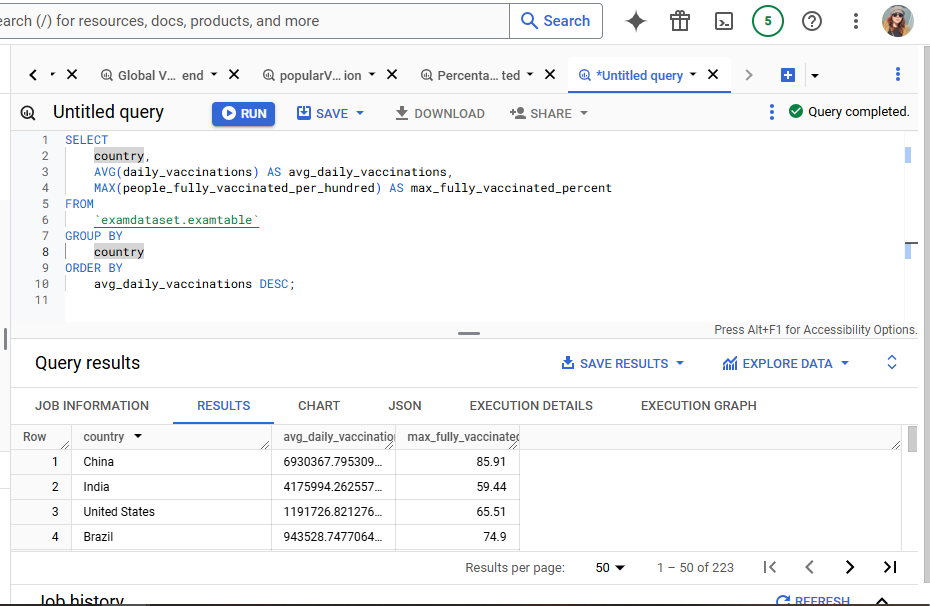 earch (/) for resources, docs, products, and more Search 5
Global V... end popularV... ion Percenta... ted *Untitled query
Untitled query RUN SAVE DOWNLOAD SHARE Query completed.
1 SELECT
2 country,
3 AVG(daily_vaccinations) AS avg_daily_vaccinations,
4 MAX(people_fully_vaccinated_per_hundred) AS max_fully_vaccinated_percent
5 FROM
6 `examdataset.examtable`
7 GROUP BY
8 country
9 ORDER BY
10 avg_daily_vaccinations DESC;
11
Press Alt+F1 for Accessibility Options.
Query results SAVE RESULTS EXPLORE DATA
JOB INFORMATION RESULTS CHART JSON EXECUTION DETAILS EXECUTION GRAPH
Row country avg_daily_vaccinatio max_fully_vaccinated
1 China 6930367.795309... 85.91
2 India 4175994.262557... 59.44
3 United States 1191726.821276... 65.51
4 Brazil 943528.7477064... 74.9
Results per page: 50 1 – 50 of 223
Job history REFRESH